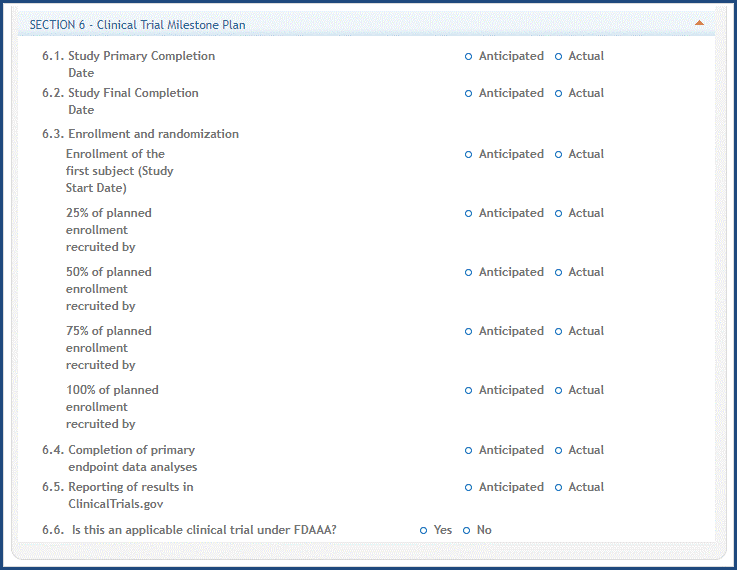 SECTION 6 - Clinical Trial Milestone Plan
6.1. Study Primary Completion Anticipated Actual
Date
6.2. Study Final Completion Anticipated Actual
Date
6.3. Enrollment and randomization
Enrollment of the Anticipated Actual
first subject (Study
Start Date)
25% of planned Anticipated Actual
enrollment
recruited by
50% of planned Anticipated Actual
enrollment
recruited by
75% of planned Anticipated Actual
enrollment
recruited by
100% of planned Anticipated Actual
enrollment
recruited by
6.4. Completion of primary Anticipated Actual
endpoint data analyses
6.5. Reporting of results in Anticipated Actual
ClinicalTrials.gov
6.6. Is this an applicable clinical trial under FDAAA? Yes No